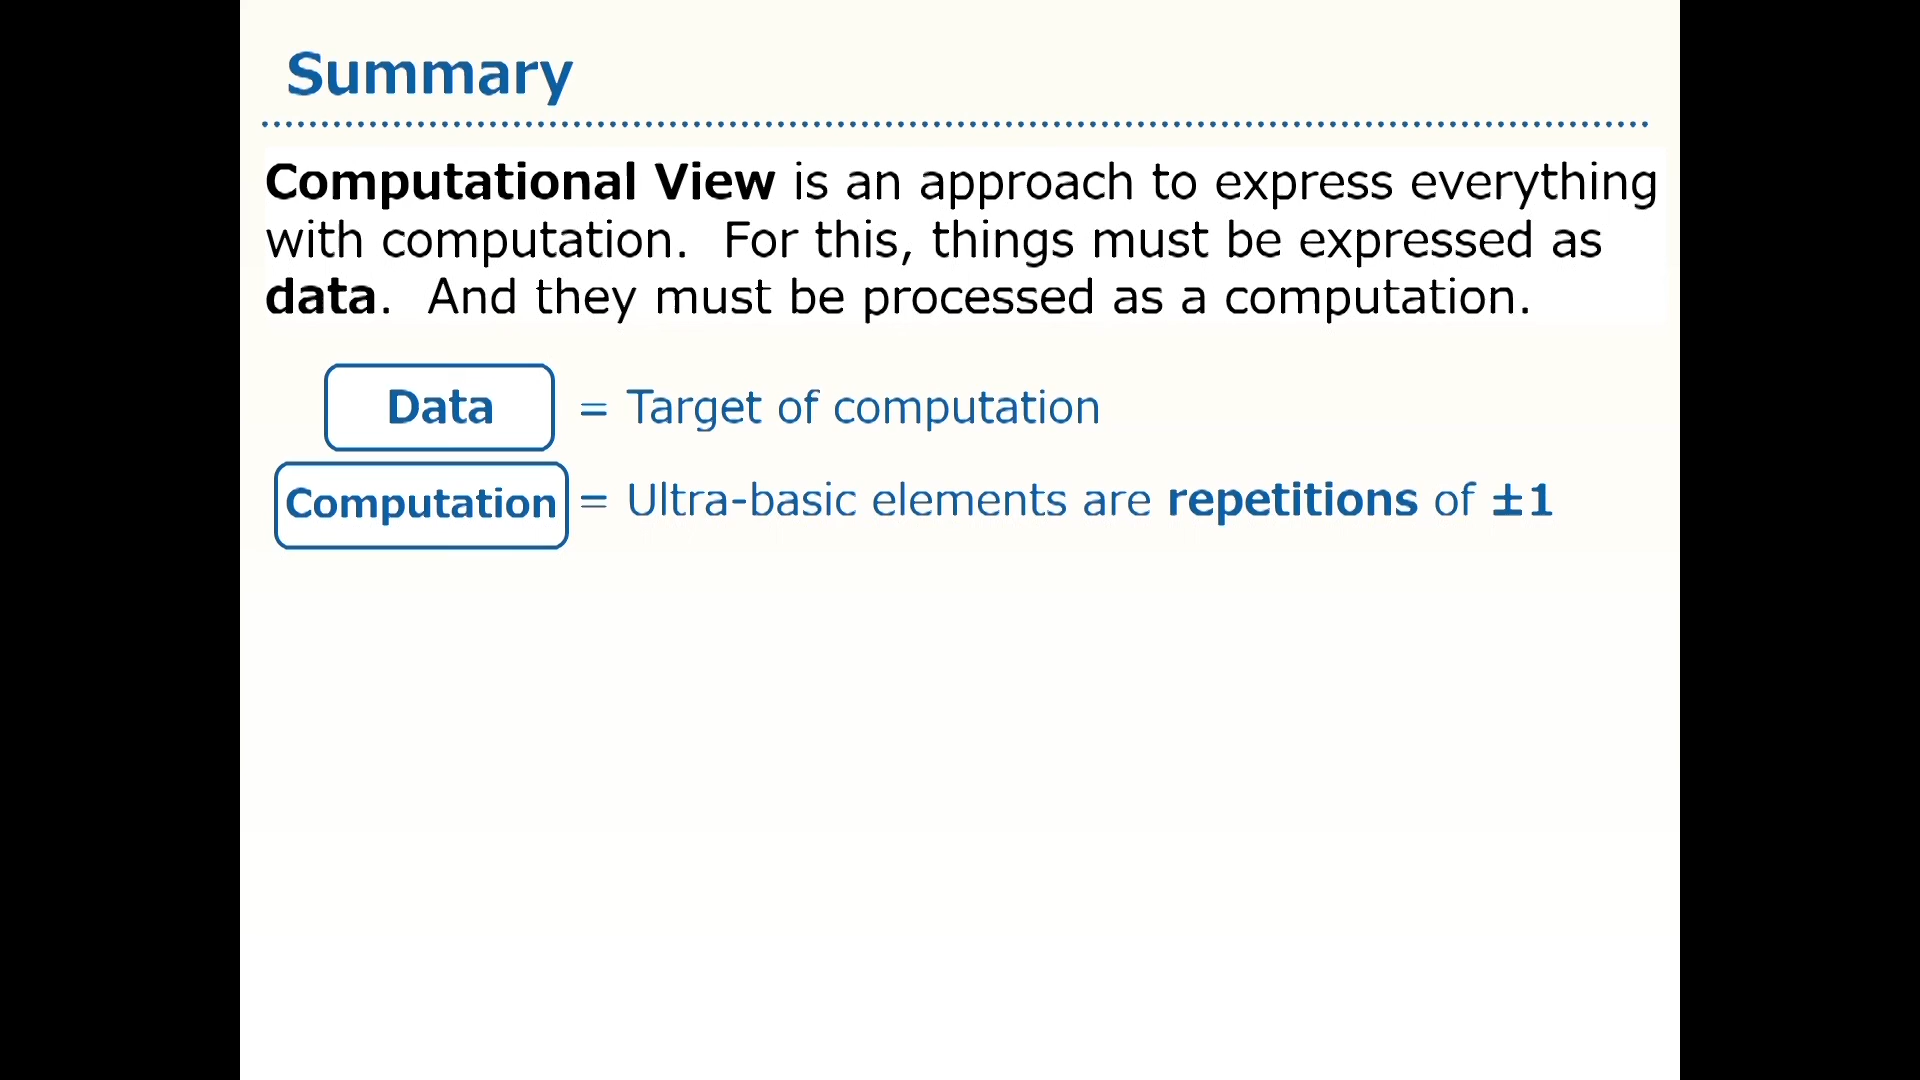 Summary
Computational View is an approach to express everything
with computation. For this, things must be expressed as
data. And they must be processed as a computation.
Data = Target of computation
Computation = Ultra-basic elements are repetitions of ±1